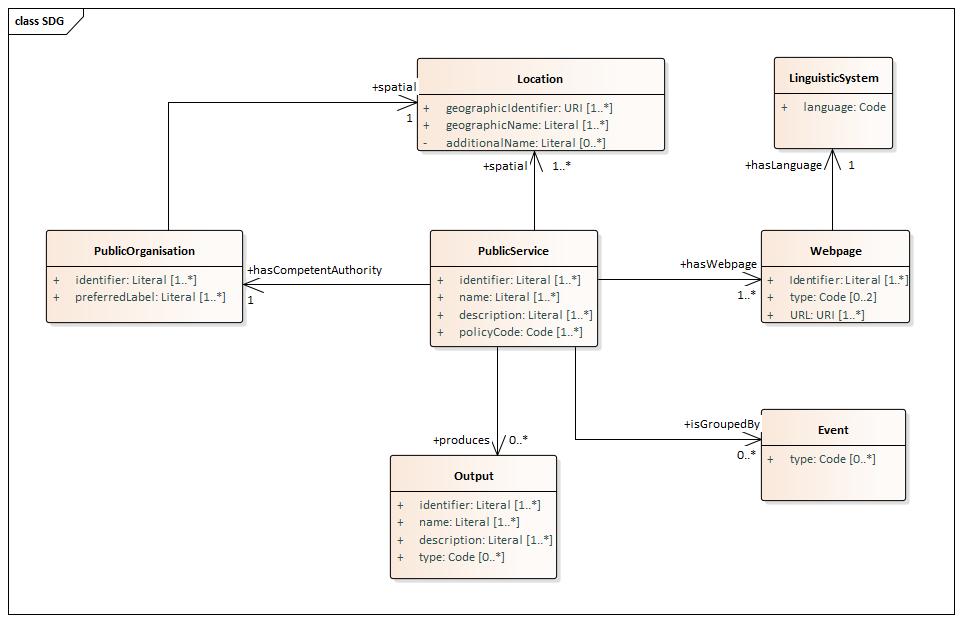 class SDG
Location
+ geographicIdentifier: URI [1..*]
+ geographicName: Literal [1..*]
- additionalName: Literal [0..*]
+spatial
1
LinguisticSystem
+ language: Code
+spatial
1..*
+hasLanguage
1
PublicOrganisation
+ identifier: Literal [1..*]
+ preferredLabel: Literal [1..*]
+hasCompetentAuthority
1
PublicService
+ identifier: Literal [1..*]
+ name: Literal [1..*]
+ description: Literal [1..*]
+ policyCode: Code [1..*]
+hasWebpage
1..*
Webpage
+ Identifier: Literal [1..*]
+ type: Code [0..2]
+ URL: URI [1..*]
+produces
0..*
+isGroupedBy
0..*
Event
+ type: Code [0..*]
Output
+ identifier: Literal [1..*]
+ name: Literal [1..*]
+ description: Literal [1..*]
+ type: Code [0..*]